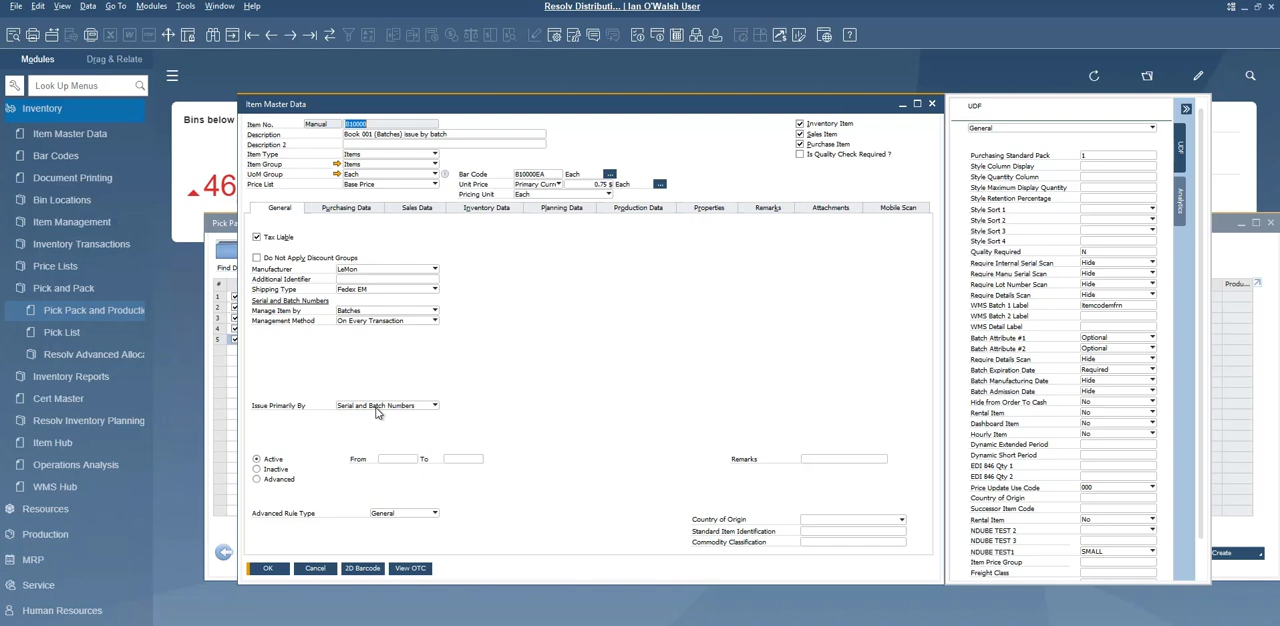 File Edit View Data Go To Modules Tools Window Help
Resolv Distributi... | Ian O'Walsh User
Modules
Drag & Relate
Look Up Menus
Inventory
Item Master Data
Bar Codes
Document Printing
Bin Locations
Item Management
Inventory Transactions
Price Lists
Pick and Pack
Pick Pack and Producti
Pick List
Resolv Advanced Alloca
Inventory Reports
Cert Master
Resolv Inventory Planning
Item Hub
Operations Analysis
WMS Hub
Resources
Production
MRP
Service
Human Resources
Bins below
46
Pick Pa
Find D
#
1
2
3
4
5
Produ...
Create
Item Master Data
Item No. Manual B10000
Description Book 001 (Batches) issue by batch
Description 2
Item Type Items
Item Group Items
UoM Group Each
Price List Base Price
Bar Code B10000EA Each ...
Unit Price Primary Curr 0.75 $ Each ...
Pricing Unit Each
Inventory Item
Sales Item
Purchase Item
Is Quality Check Required ?
General Purchasing Data Sales Data Inventory Data Planning Data Production Data Properties Remarks Attachments Mobile Scan
Tax Liable
Do Not Apply Discount Groups
Manufacturer LeMon
Additional Identifier
Shipping Type Fedex EM
Serial and Batch Numbers
Manage Item by Batches
Management Method On Every Transaction
Issue Primarily By Serial and Batch Numbers
Active From To Remarks
Inactive
Advanced
Advanced Rule Type General
Country of Origin
Standard Item Identification
Commodity Classification
OK Cancel 2D Barcode View OTC
UDF
General
UDF
Analytics
Purchasing Standard Pack 1
Style Column Display
Style Quantity Column
Style Maximum Display Quantity
Style Retention Percentage
Style Sort 1
Style Sort 2
Style Sort 3
Style Sort 4
Quality Required N
Require Internal Serial Scan Hide
Require Manu Serial Scan Hide
Require Lot Number Scan Hide
Require Details Scan Hide
WMS Batch 1 Label itemcodemfrn
WMS Batch 2 Label
WMS Detail Label
Batch Attribute #1 Optional
Batch Attribute #2 Optional
Require Details Scan Hide
Batch Expiration Date Required
Batch Manufacturing Date Hide
Batch Admission Date Hide
Hide from Order To Cash No
Rental Item No
Dashboard Item No
Hourly Item No
Dynamic Extended Period
Dynamic Short Period
EDI 846 Qty 1
EDI 846 Qty 2
Price Update Use Code 000
Country of Origin
Successor Item Code
Rental Item No
NDUBE TEST 2
NDUBE TEST 3
NDUBE TEST1 SMALL
Item Price Group
Freight Class